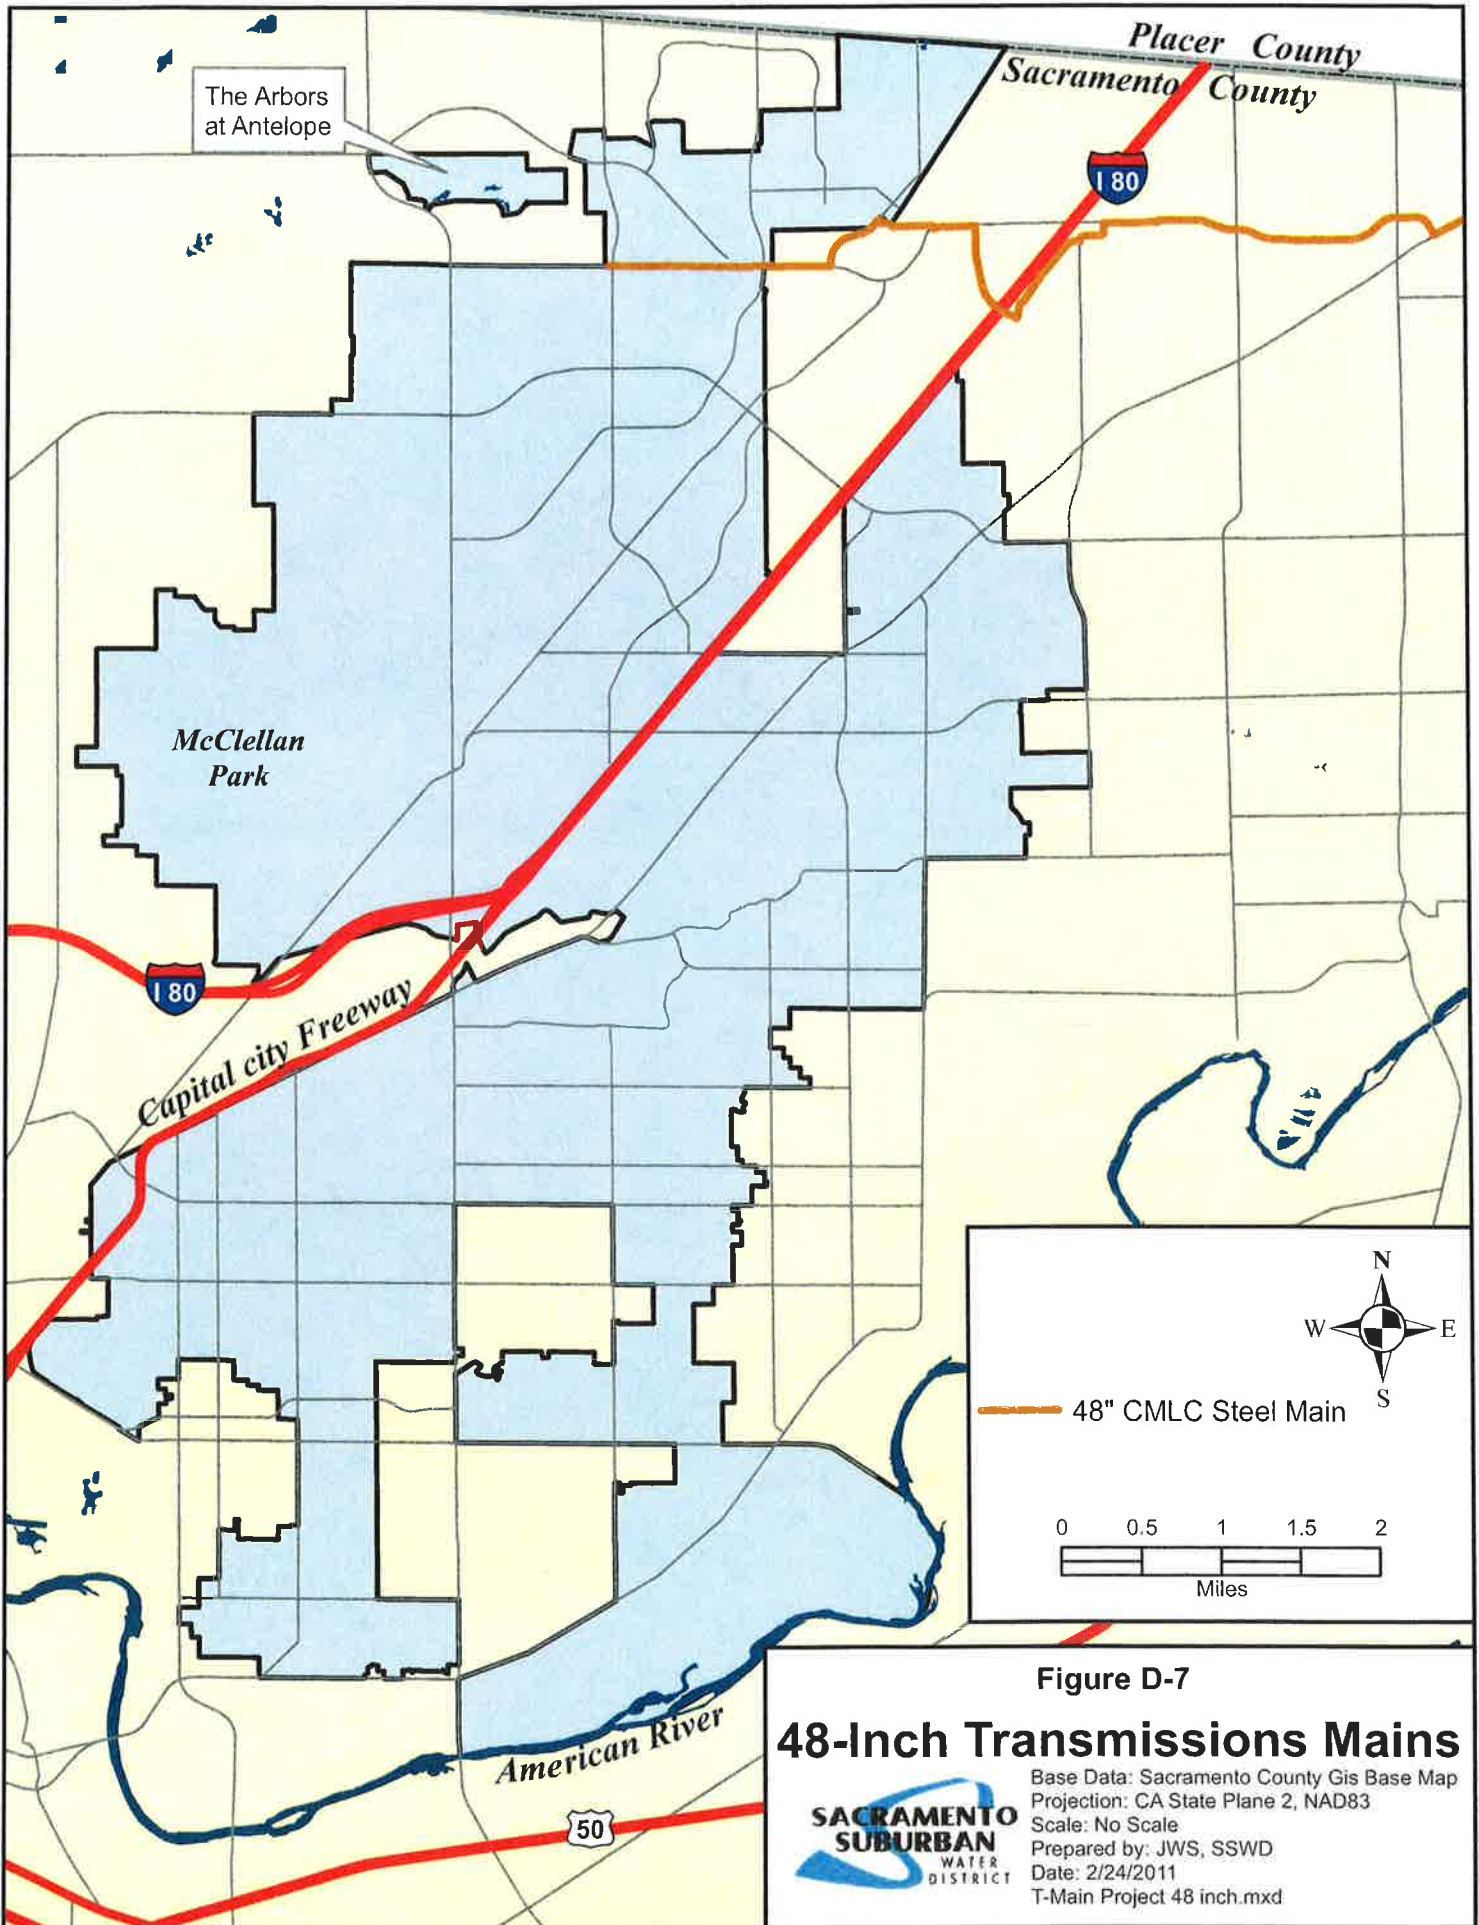 Placer County
Sacramento County
The Arbors
at Antelope
I 80
McClellan
Park
I 80
Capital city Freeway
N
W E
S
48" CMLC Steel Main
0 0.5 1 1.5 2
Miles
American River
50
Figure D-7
48-Inch Transmissions Mains
SACRAMENTO
SUBURBAN
WATER
DISTRICT
Base Data: Sacramento County Gis Base Map
Projection: CA State Plane 2, NAD83
Scale: No Scale
Prepared by: JWS, SSWD
Date: 2/24/2011
T-Main Project 48 inch.mxd